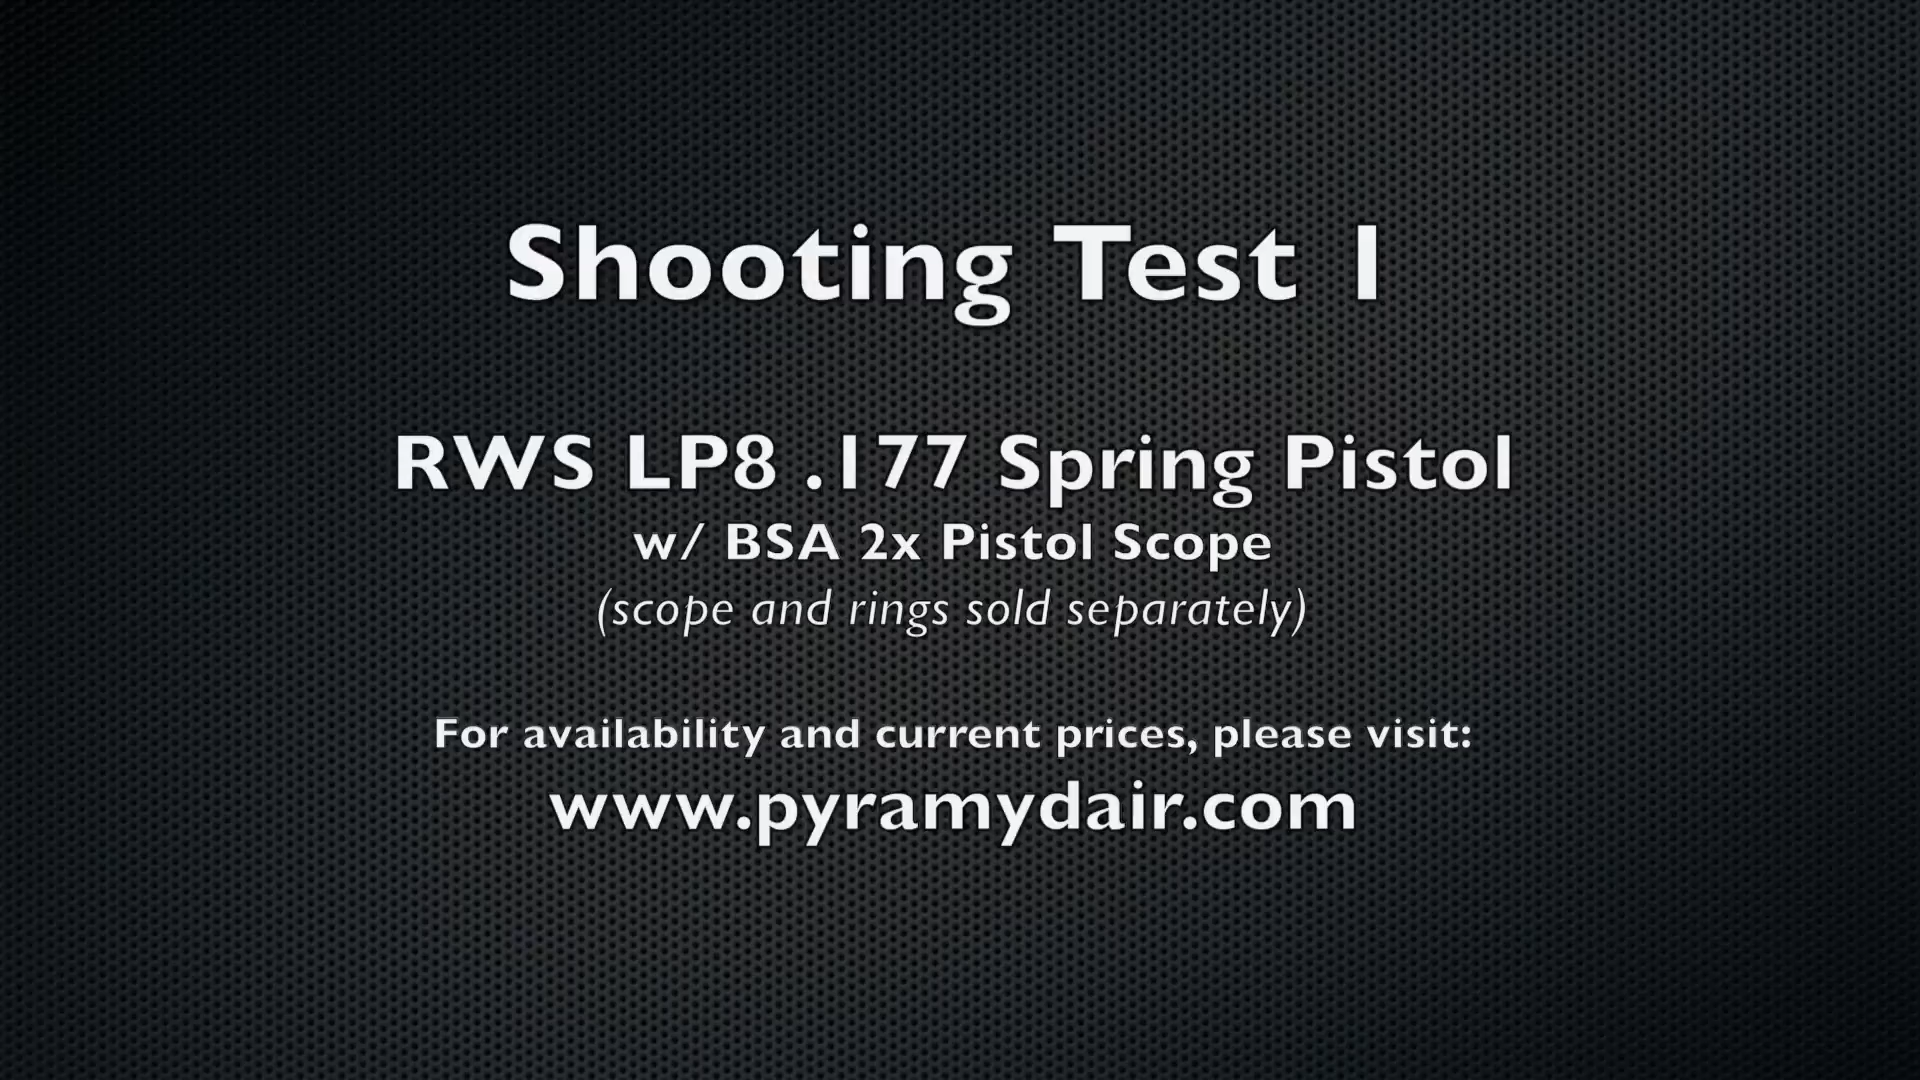 Shooting Test 1
RWS LP8 .177 Spring Pistol
w/ BSA 2x Pistol Scope
(scope and rings sold separately)
For availability and current prices, please visit:
www.pyramydair.com